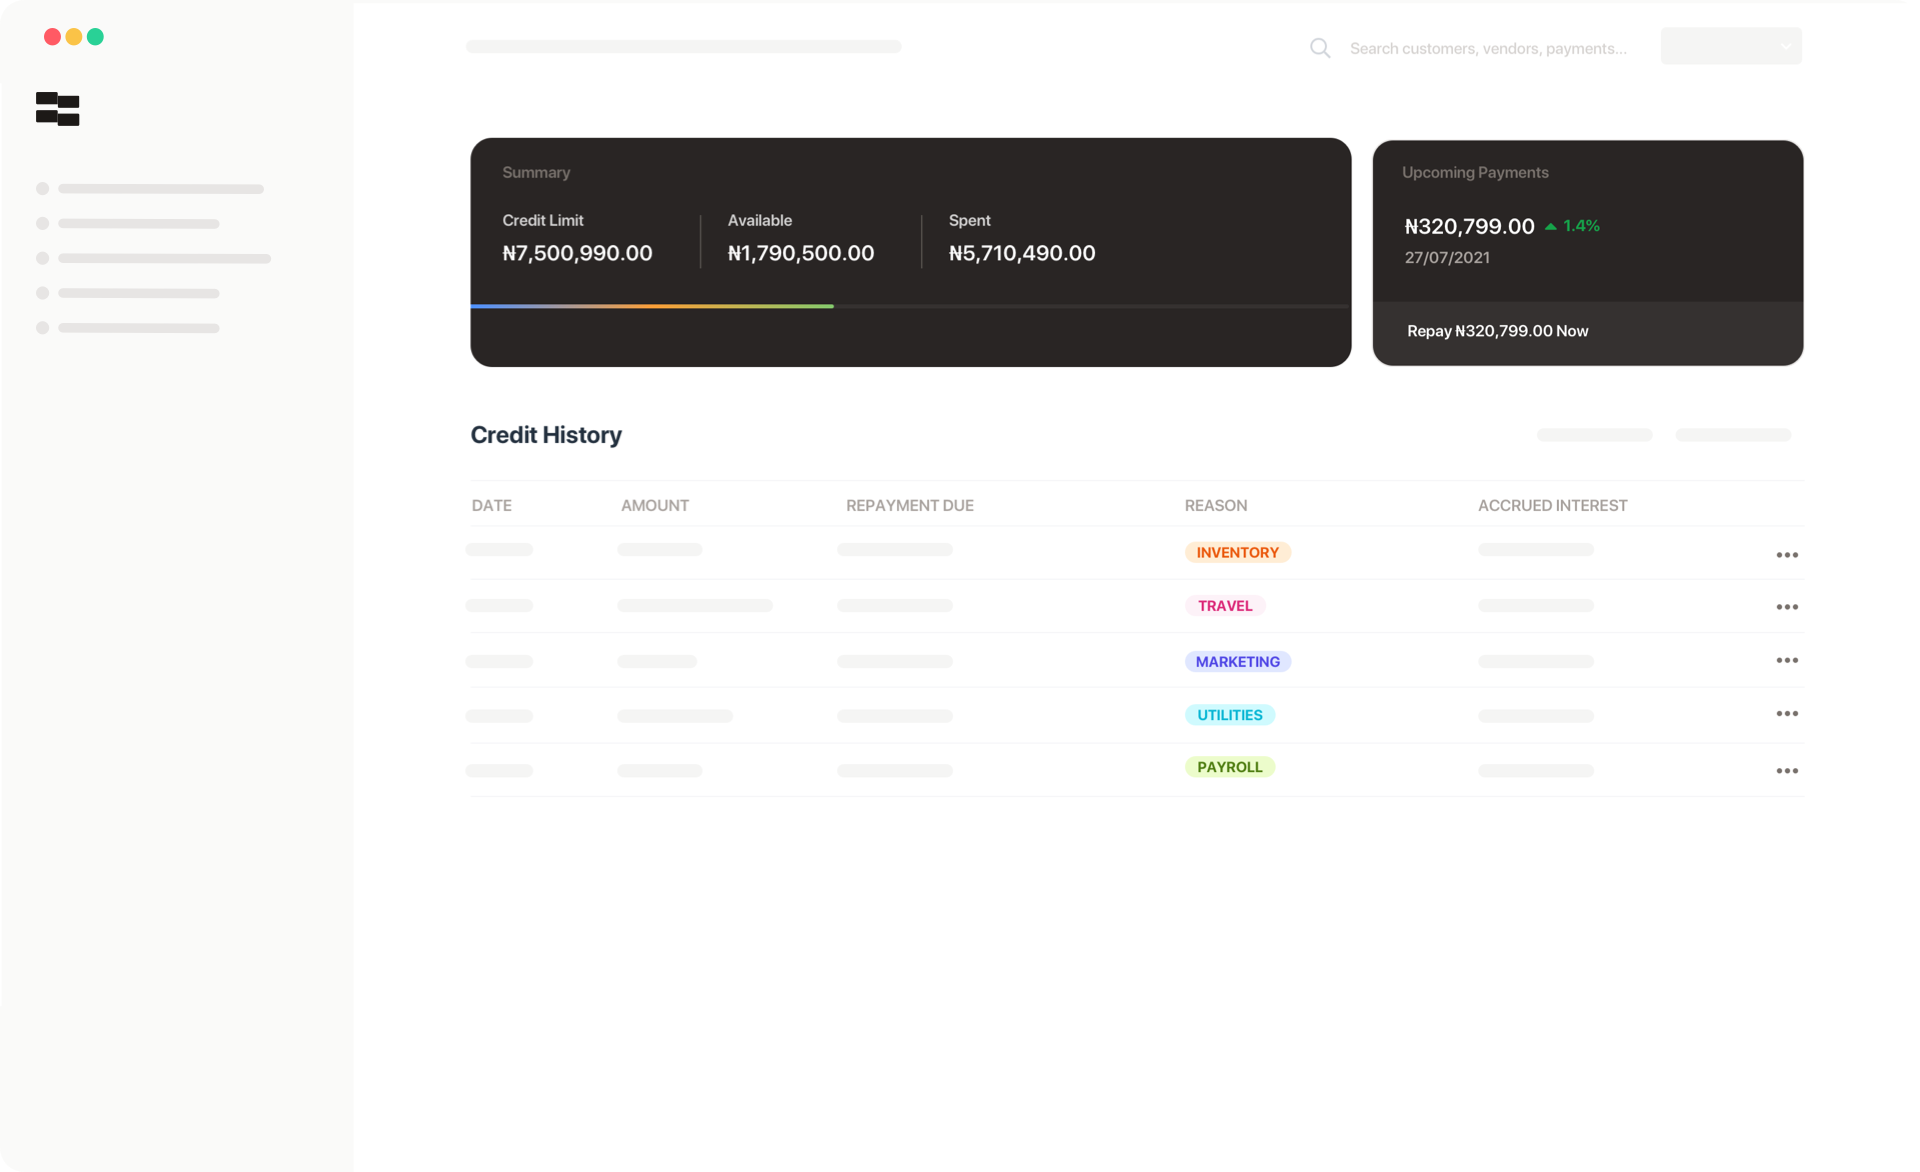 Search customers, vendors, payments...
Summary
Credit Limit
Available
Spent
₦7,500,990.00
₦1,790,500.00
₦5,710,490.00
Upcoming Payments
₦320,799.00 1.4%
27/07/2021
Repay ₦320,799.00 Now
Credit History
DATE
AMOUNT
REPAYMENT DUE
REASON
ACCRUED INTEREST
INVENTORY
TRAVEL
MARKETING
UTILITIES
PAYROLL